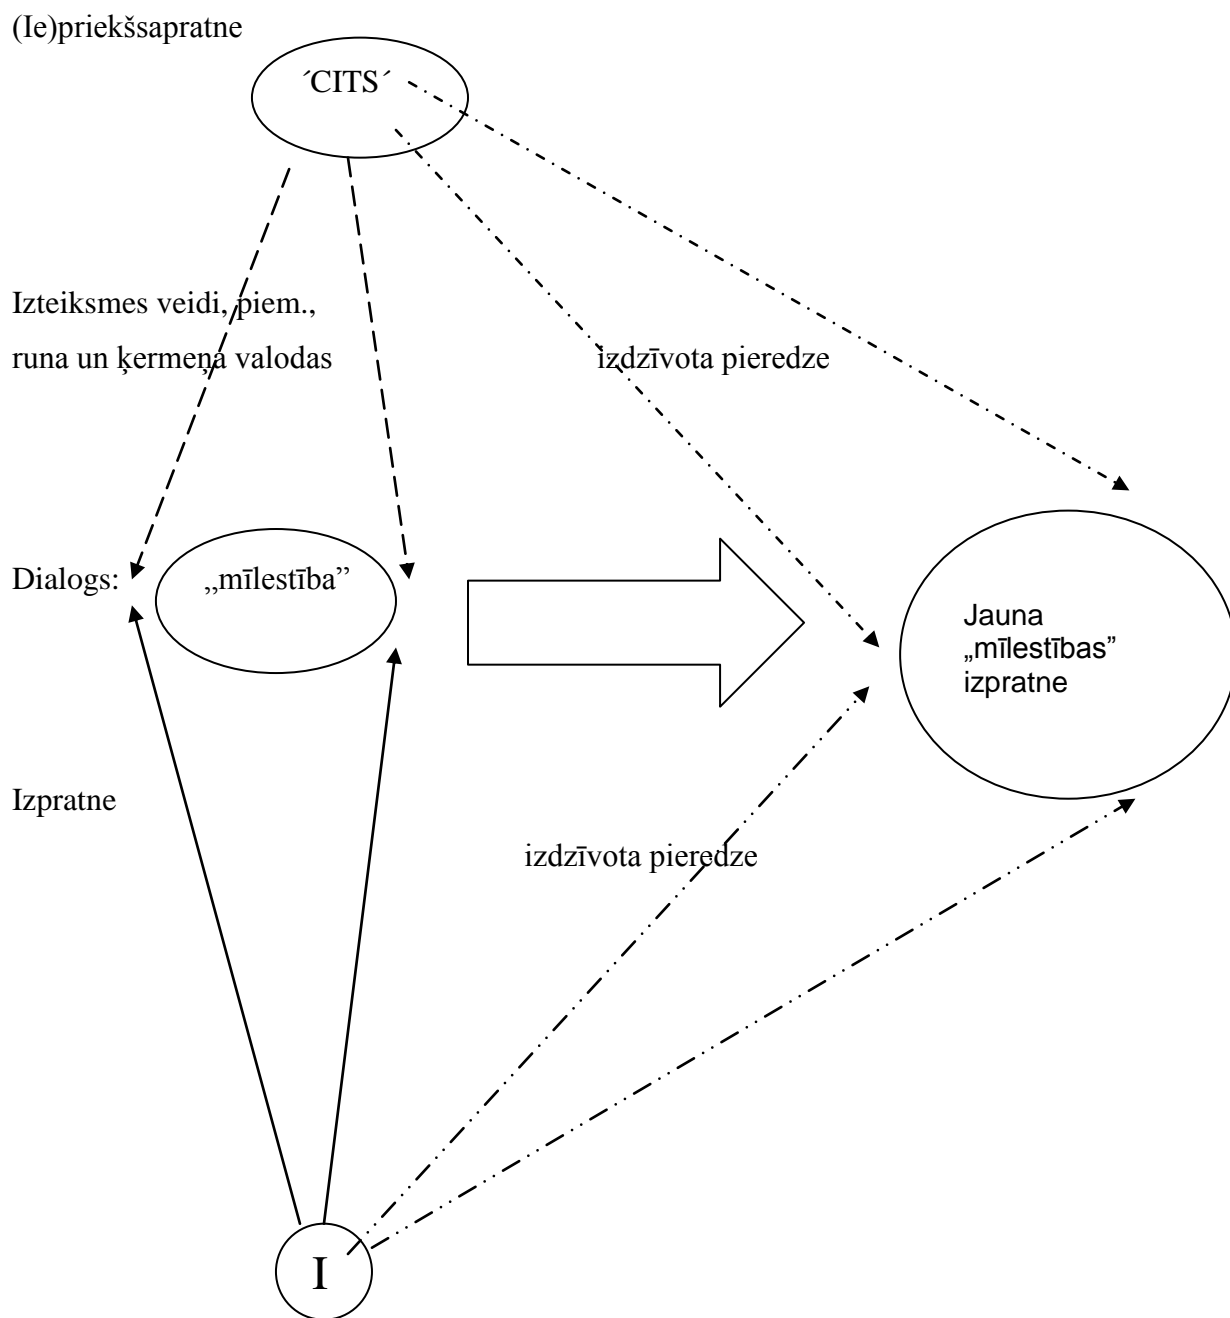 (Ie)priekšsapratne
´CITS´
Izteiksmes veidi, piem.,
runa un ķermeņa valodas
izdzīvota pieredze
Dialogs:
„mīlestība”
Jauna
„mīlestības”
izpratne
Izpratne
izdzīvota pieredze
I